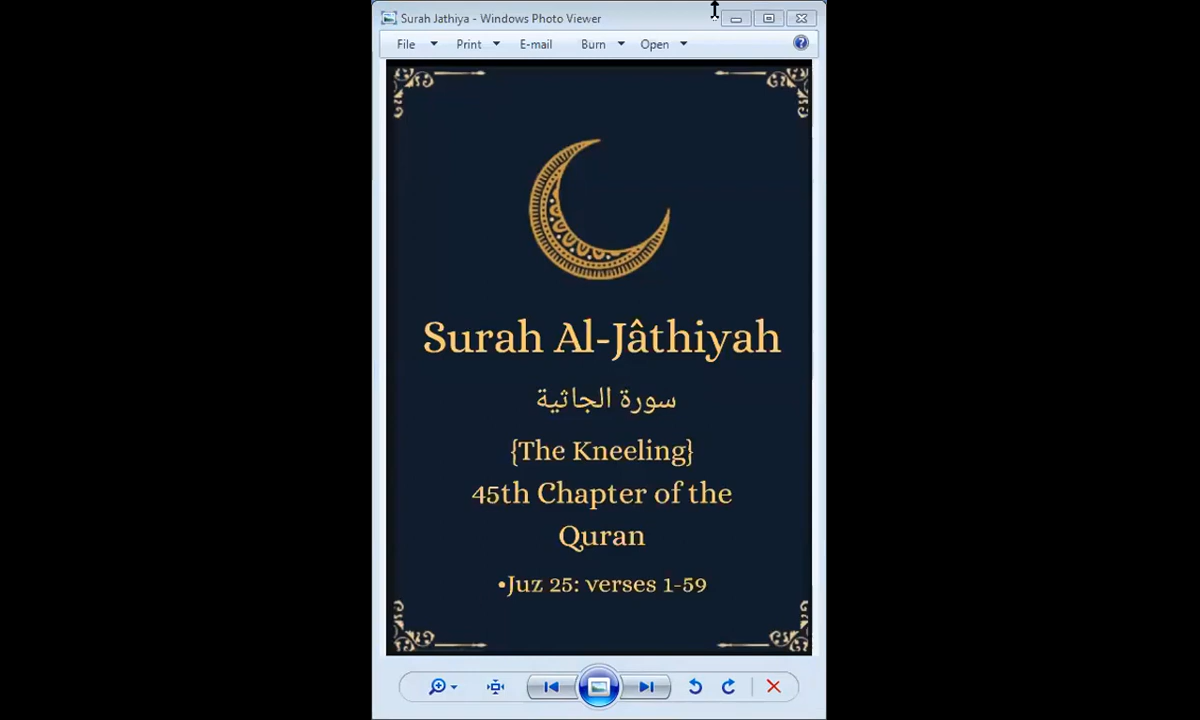 Surah Jathiya - Windows Photo Viewer
File Print E-mail Burn Open
Surah Al-Jâthiyah
سورة الجاثية
{The Kneeling}
45th Chapter of the
Quran
•Juz 25: verses 1-59